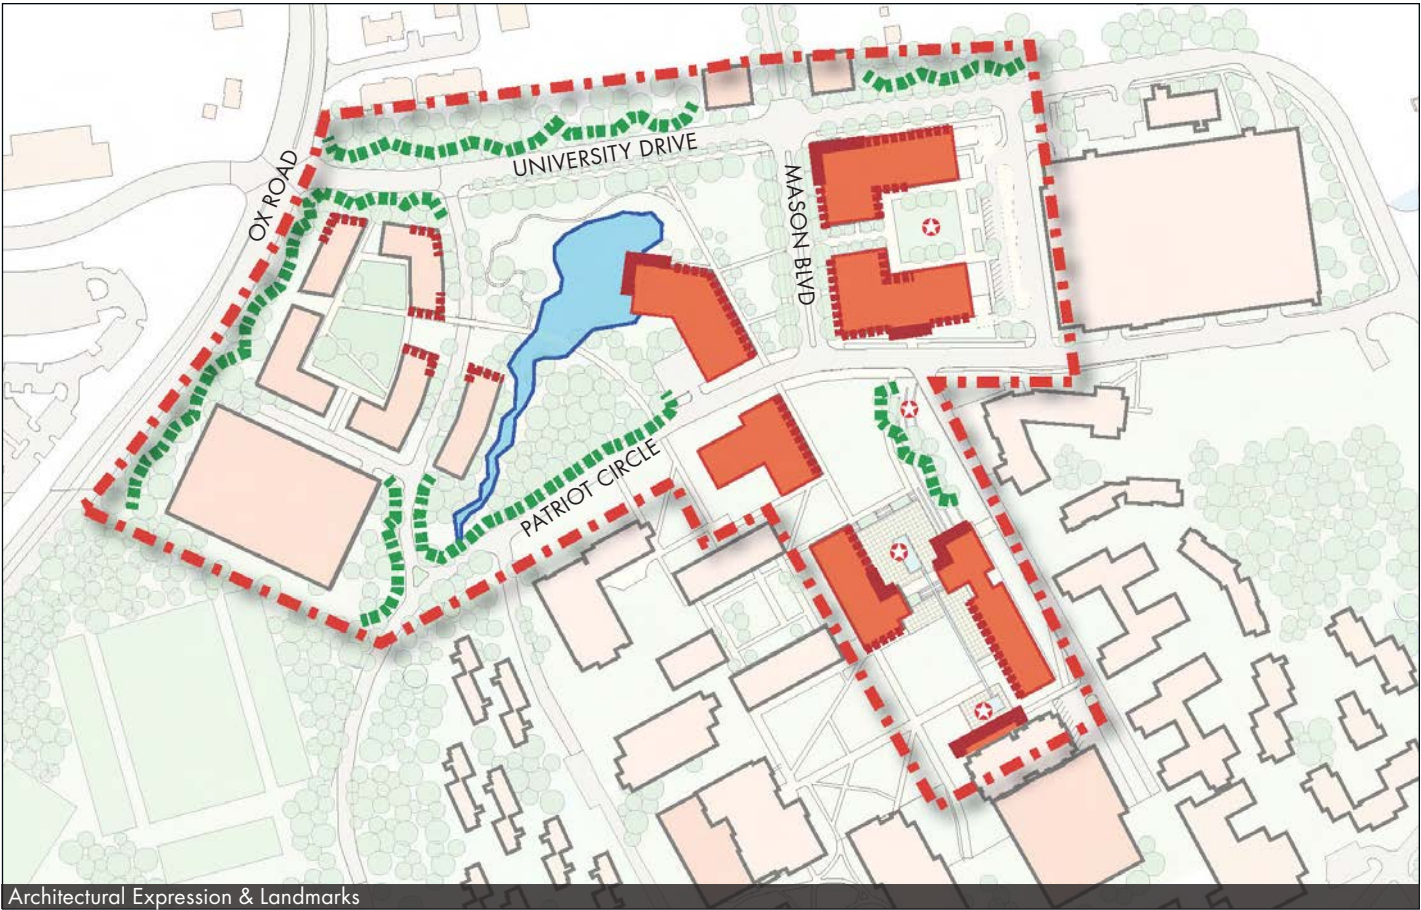 UNIVERSITY DRIVE
OX ROAD
MASON BLVD
PATRIOT CIRCLE
Architectural Expression & Landmarks